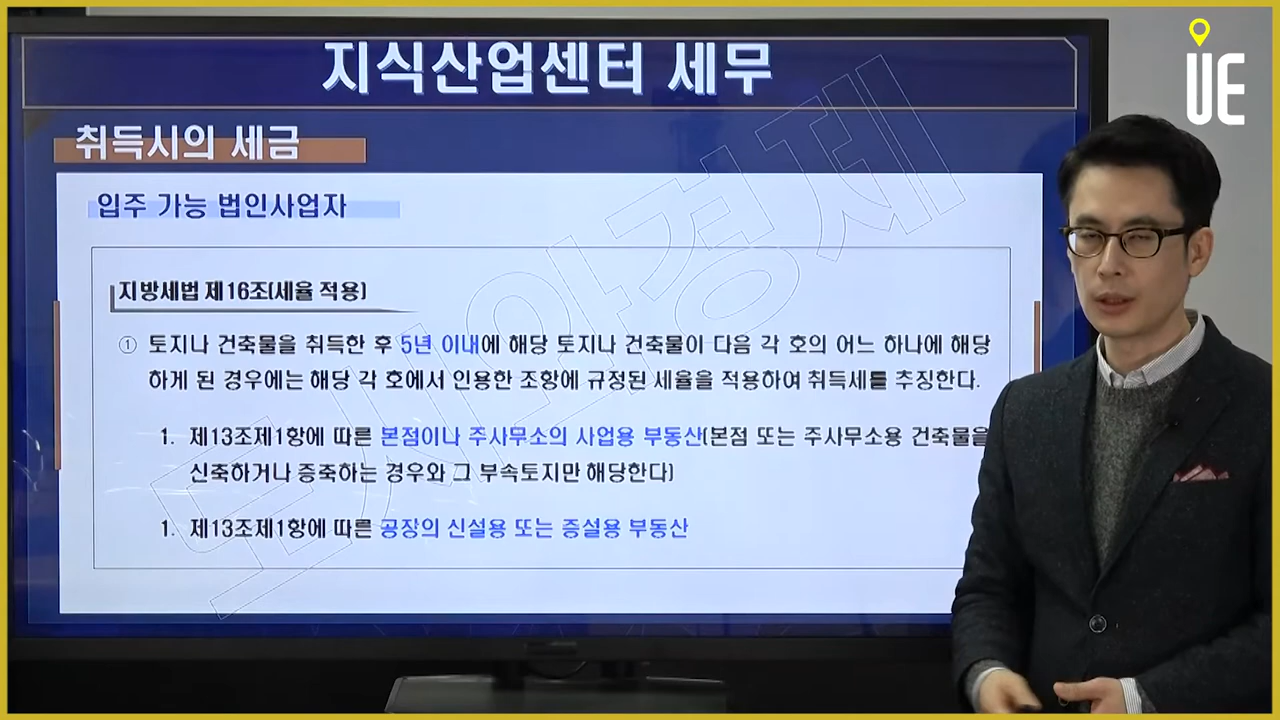 지식산업센터 세무
UE
취득시의 세금
입주 가능 법인사업자
지방세법 제16조(세율 적용)
① 토지나 건축물을 취득한 후 5년 이내에 해당 토지나 건축물이 다음 각 호의 어느 하나에 해당
하게 된 경우에는 해당 각 호에서 인용한 조항에 규정된 세율을 적용하여 취득세를 추징한다.
1. 제13조제1항에 따른 본점이나 주사무소의 사업용 부동산(본점 또는 주사무소용 건축물을
신축하거나 증축하는 경우와 그 부속토지만 해당한다)
1. 제13조제1항에 따른 공장의 신설용 또는 증설용 부동산
도시와경제